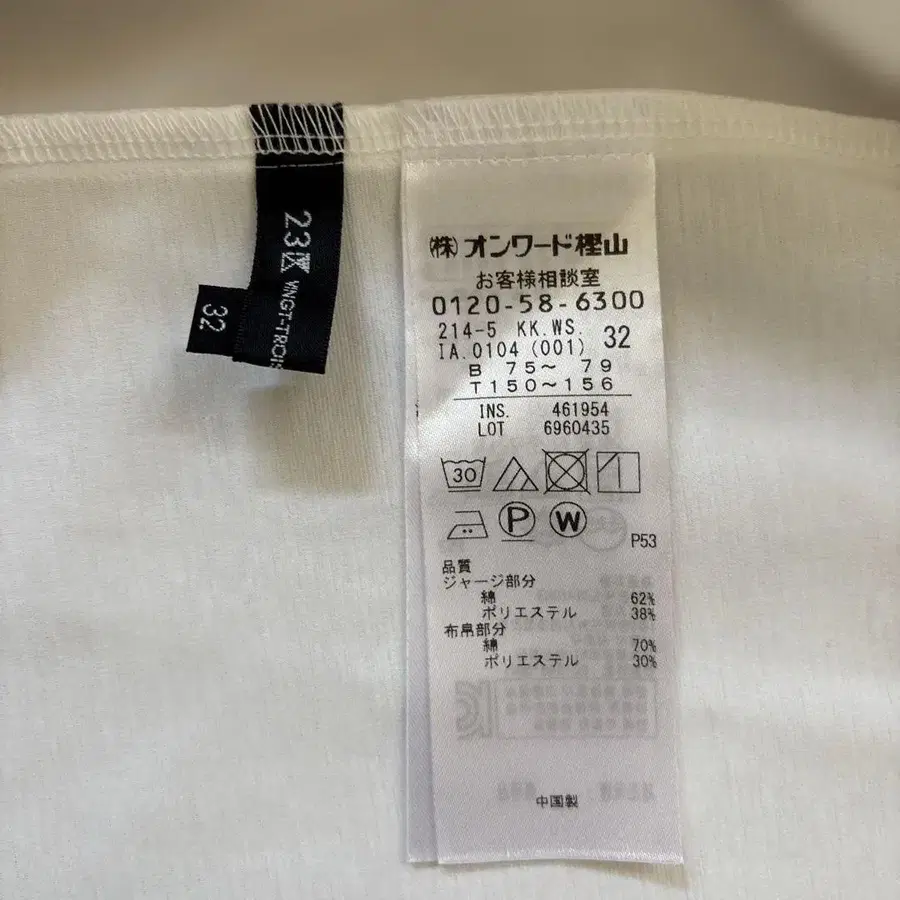 23区
VINGT-TROIS
32
(株)オンワード樫山
お客様相談室
0120-58-6300
214-5 KK.WS.
IA.0104 (001) 32
B 75〜 79
T150〜156
INS. 461954
LOT 6960435
30
P W
P53
品質
ジャージ部分
綿 62%
ポリエステル 38%
布帛部分
綿 70%
ポリエステル 30%
中国製